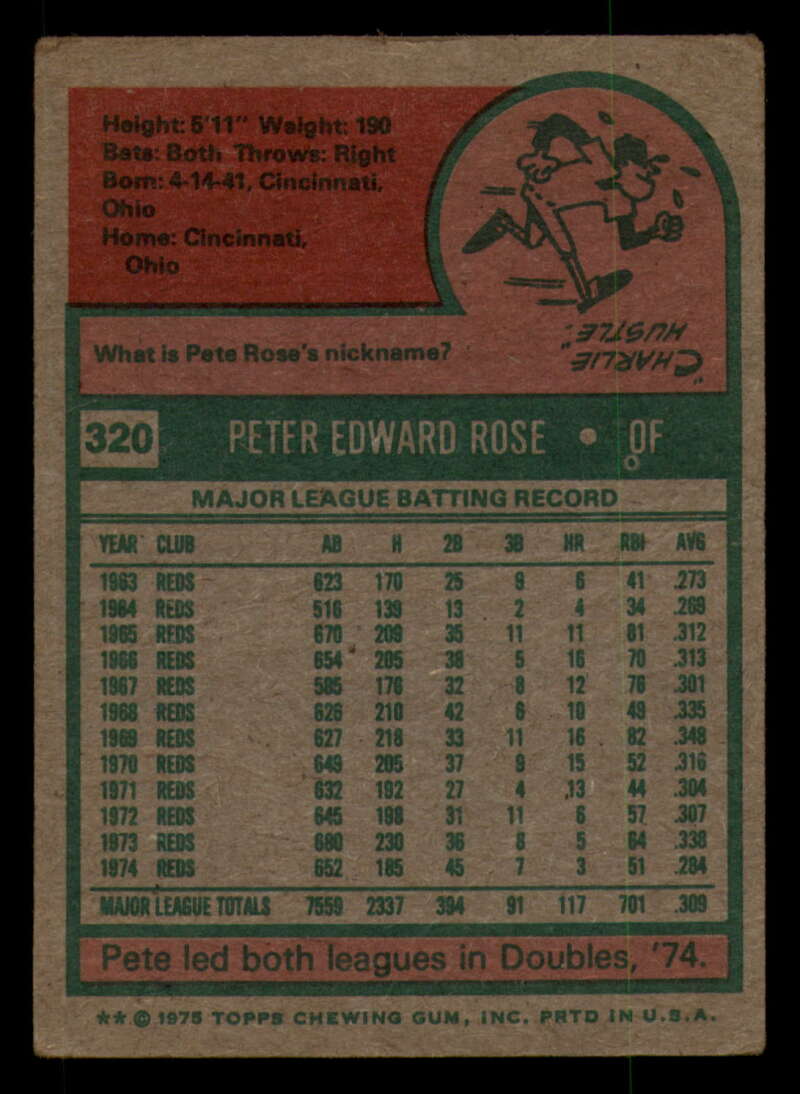 Height: 5'11" Weight: 190
Bats: Both Throws: Right
Born: 4-14-41, Cincinnati,
Ohio
Home: Cincinnati,
Ohio
"CHARLIE
HUSTLE"
What is Pete Rose's nickname?
320 PETER EDWARD ROSE • OF
MAJOR LEAGUE BATTING RECORD
YEAR CLUB AB H 2B 3B HR RBI AVG
1963 REDS 623 170 25 9 6 41 .273
1964 REDS 516 139 13 2 4 34 .269
1965 REDS 670 209 35 11 11 81 .312
1966 REDS 654 205 38 5 16 70 .313
1967 REDS 585 176 32 8 12 76 .301
1968 REDS 626 210 42 6 10 49 .335
1969 REDS 627 218 33 11 16 82 .348
1970 REDS 649 205 37 9 15 52 .316
1971 REDS 632 192 27 4 13 44 .304
1972 REDS 645 198 31 11 6 57 .307
1973 REDS 680 230 36 8 5 64 .338
1974 REDS 652 185 45 7 3 51 .284
MAJOR LEAGUE TOTALS 7559 2337 394 91 117 701 .309
Pete led both leagues in Doubles, '74.
** © 1975 TOPPS CHEWING GUM, INC. PRTD IN U.S.A.